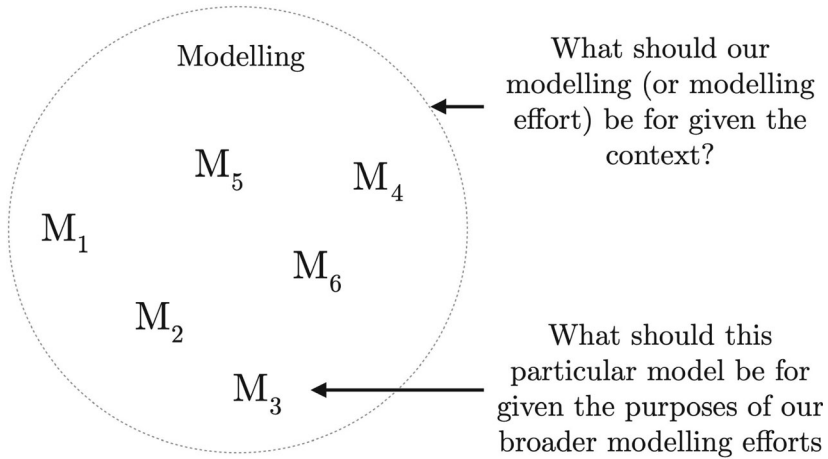 Modelling
What should our
modelling (or modelling
effort) be for given the
context?
M₅
M₄
M₁
M₆
M₂
M₃
What should this
particular model be for
given the purposes of our
broader modelling efforts